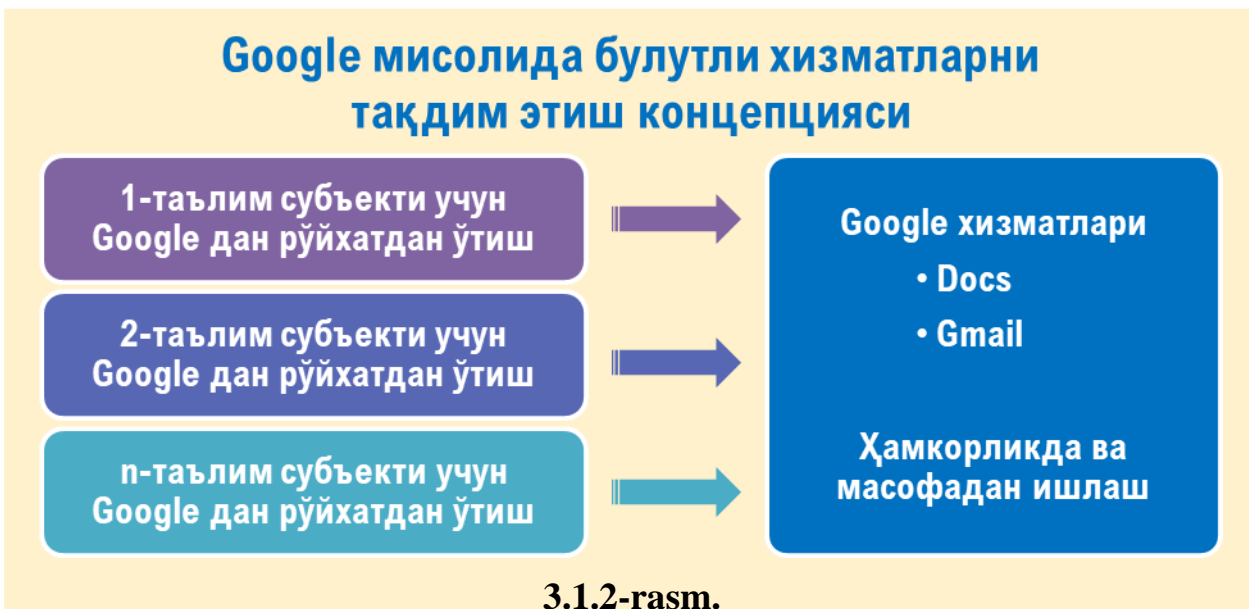 Google мисолида булутли хизматларни
тақдим этиш концепцияси
1-таълим субъекти учун
Google дан рўйхатдан ўтиш
2-таълим субъекти учун
Google дан рўйхатдан ўтиш
n-таълим субъекти учун
Google дан рўйхатдан ўтиш
Google хизматлари
• Docs
• Gmail
Ҳамкорликда ва
масофадан ишлаш
3.1.2-rasm.